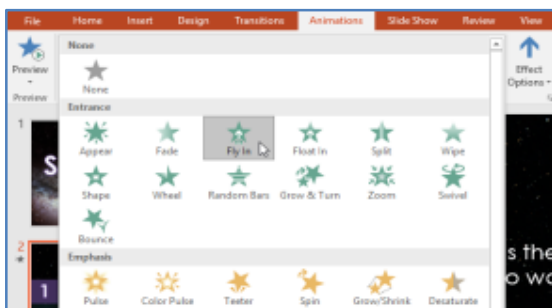 File Home Insert Design Transitions Animations Slide Show Review View
Preview
Preview
Effect
Options
None
None
Entrance
Appear Fade Fly In Float In Split Wipe
Shape Wheel Random Bars Grow & Turn Zoom Swivel
Bounce
Emphasis
Pulse Color Pulse Teeter Spin Grow/Shrink Desaturate
1
S
2
1
s the
o wo